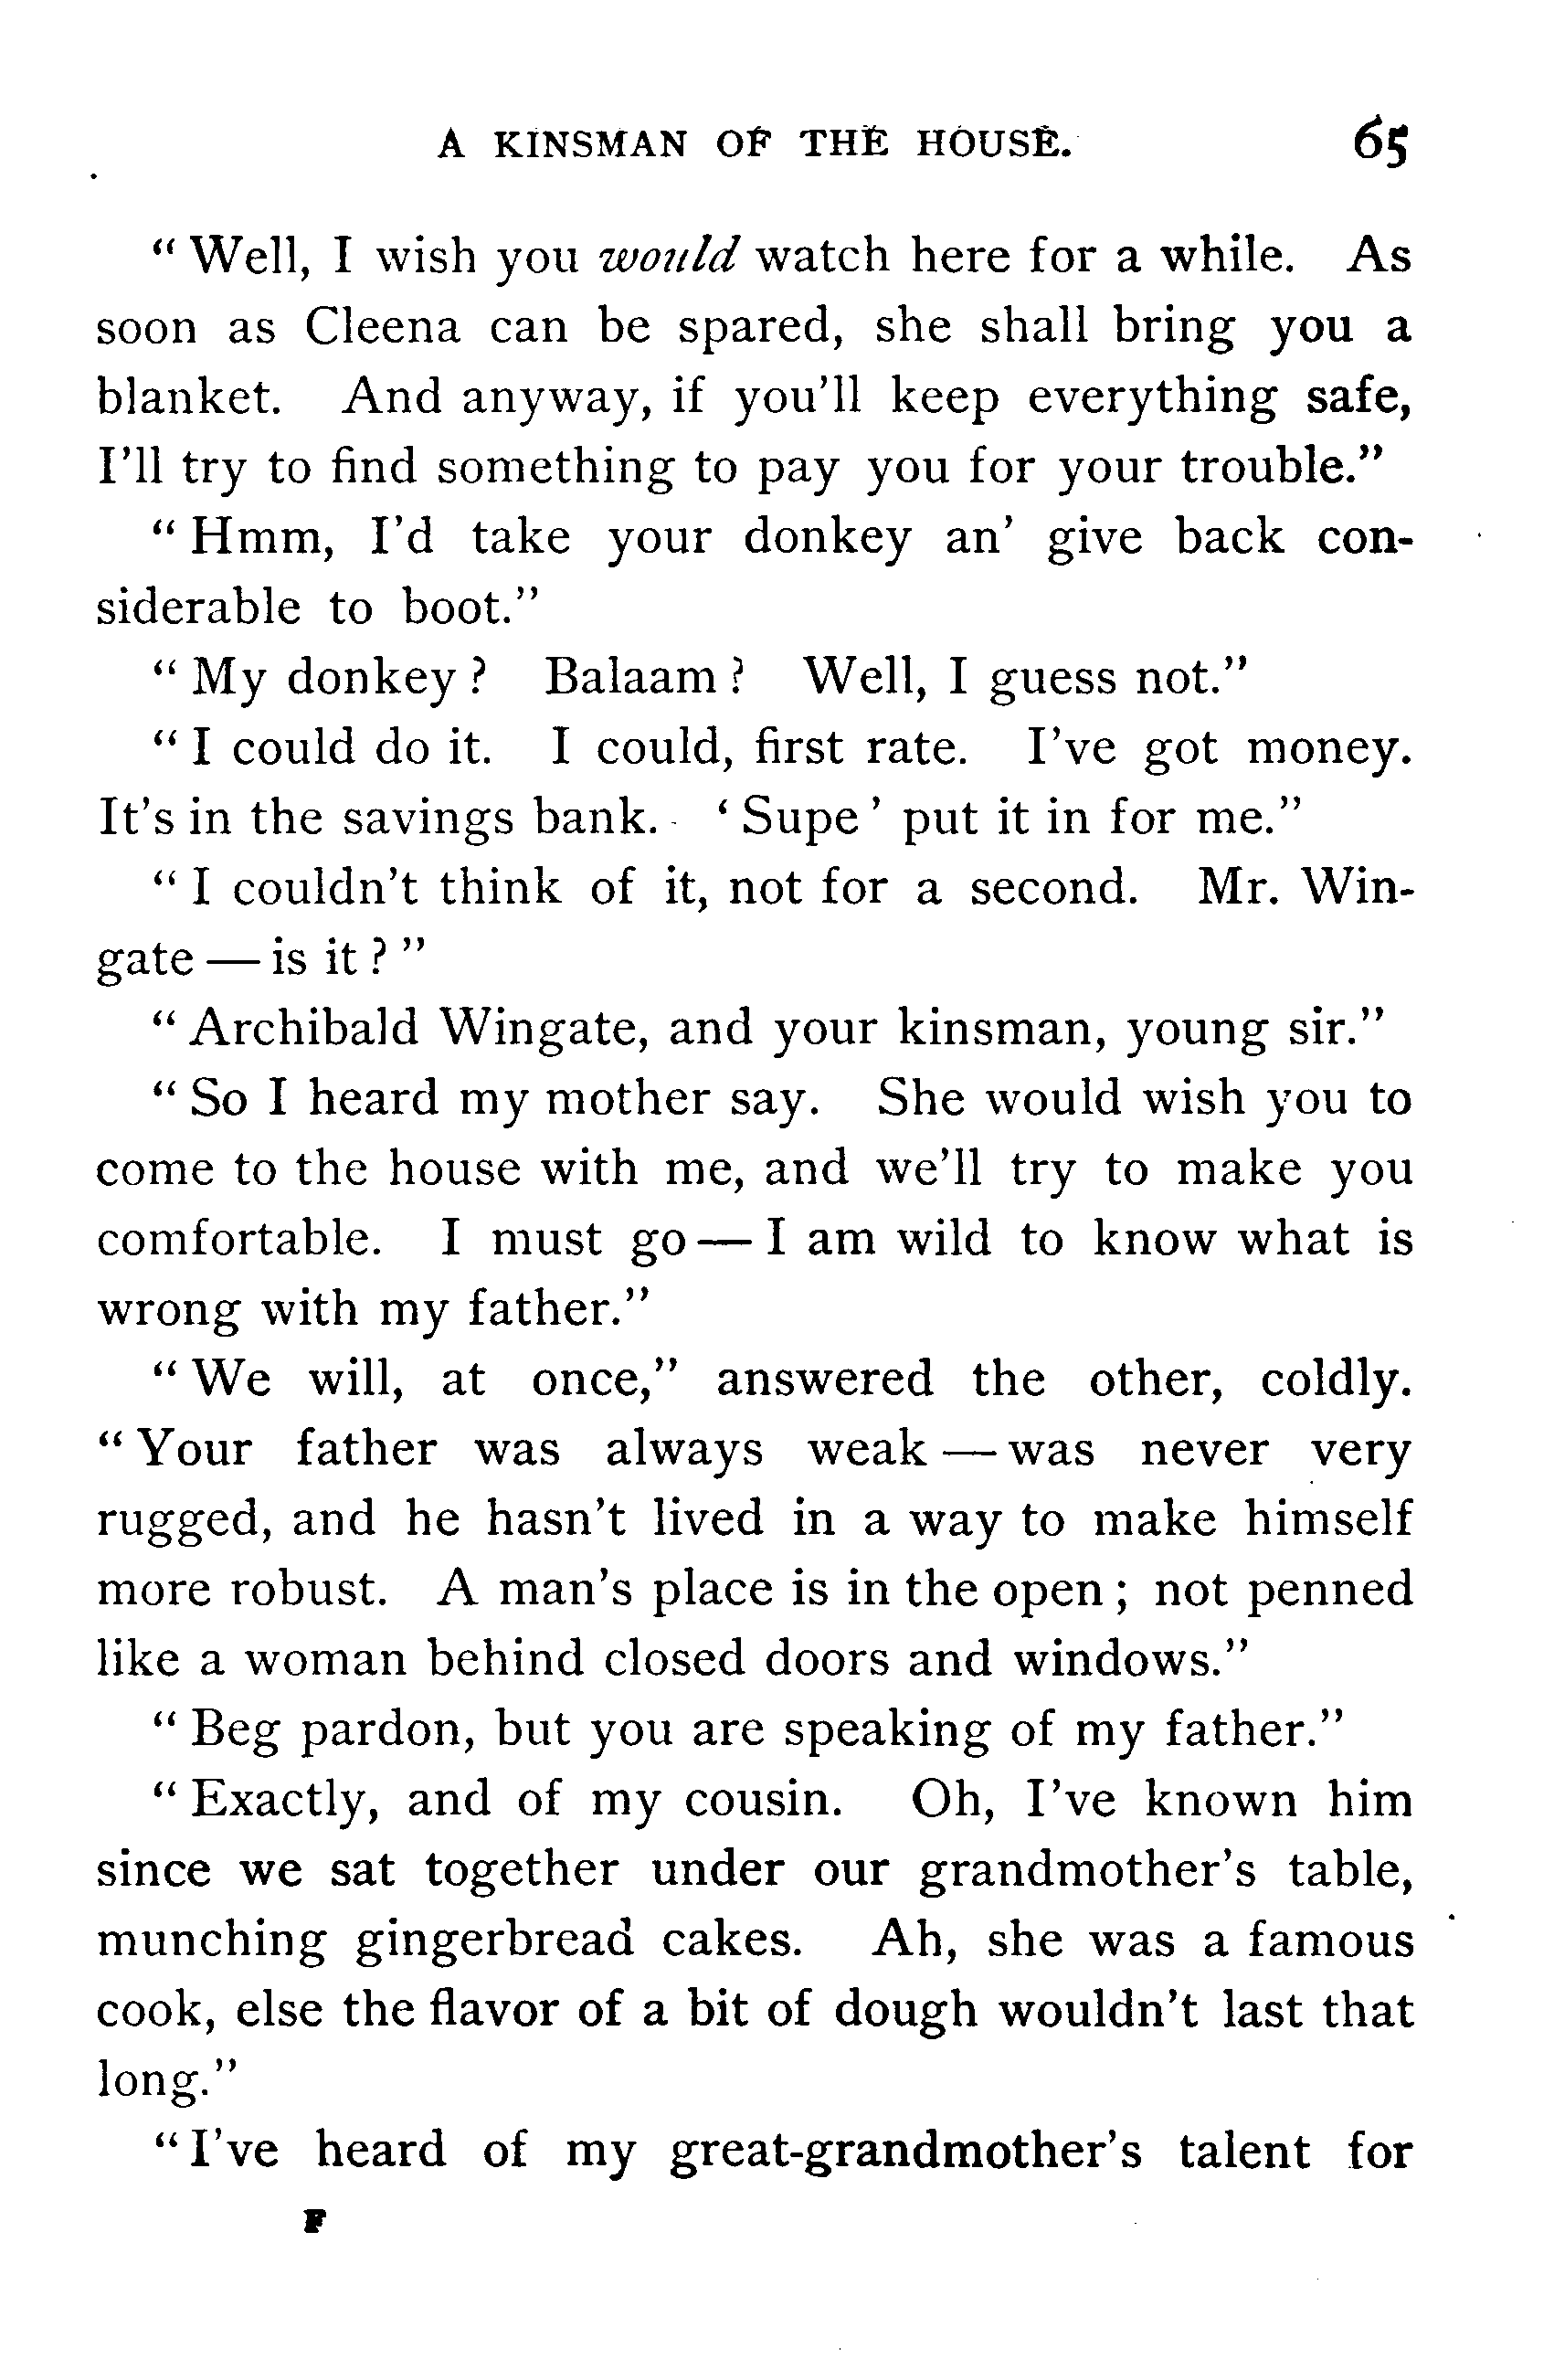 A KINSMAN OF THE HOUSE. 65
“Well, I wish you would watch here for a while. As
soon as Cleena can be spared, she shall bring you a
blanket. And anyway, if you’ll keep everything safe,
I’ll try to find something to pay you for your trouble.”
“Hmm, I’d take your donkey an’ give back con-
siderable to boot.”
“My donkey? Balaam? Well, I guess not.”
“I could do it. I could, first rate. I’ve got money.
It’s in the savings bank. ‘Supe’ put it in for me.”
“I couldn’t think of it, not for a second. Mr. Win-
gate — is it?”
“Archibald Wingate, and your kinsman, young sir.”
“So I heard my mother say. She would wish you to
come to the house with me, and we’ll try to make you
comfortable. I must go — I am wild to know what is
wrong with my father.”
“We will, at once,” answered the other, coldly.
“Your father was always weak — was never very
rugged, and he hasn’t lived in a way to make himself
more robust. A man’s place is in the open; not penned
like a woman behind closed doors and windows.”
“Beg pardon, but you are speaking of my father.”
“Exactly, and of my cousin. Oh, I’ve known him
since we sat together under our grandmother’s table,
munching gingerbread cakes. Ah, she was a famous
cook, else the flavor of a bit of dough wouldn’t last that
long.”
“I’ve heard of my great-grandmother’s talent for
F